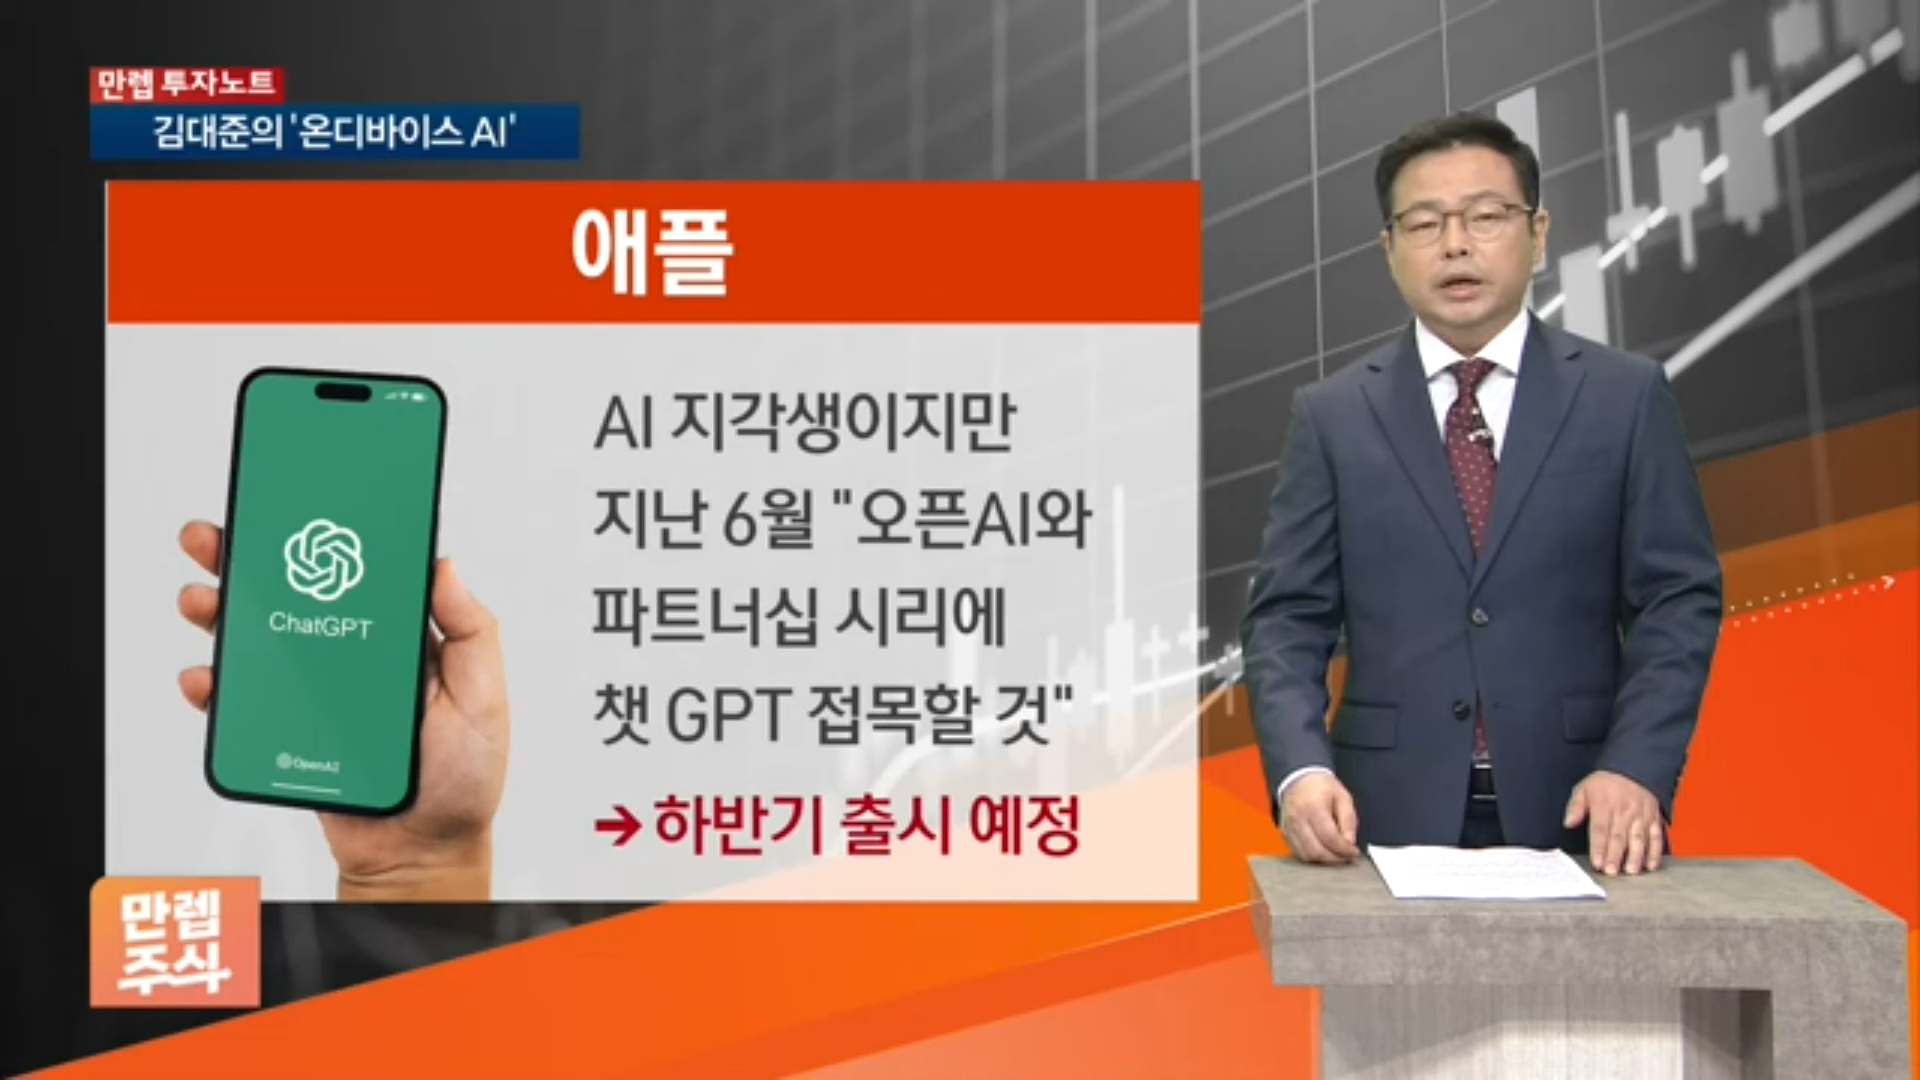 만렙 투자노트
김대준의 '온디바이스 AI'
애플
AI 지각생이지만
지난 6월 "오픈AI와
파트너십 시리에
챗 GPT 접목할 것"
→ 하반기 출시 예정
ChatGPT
OpenAI
만렙
주식